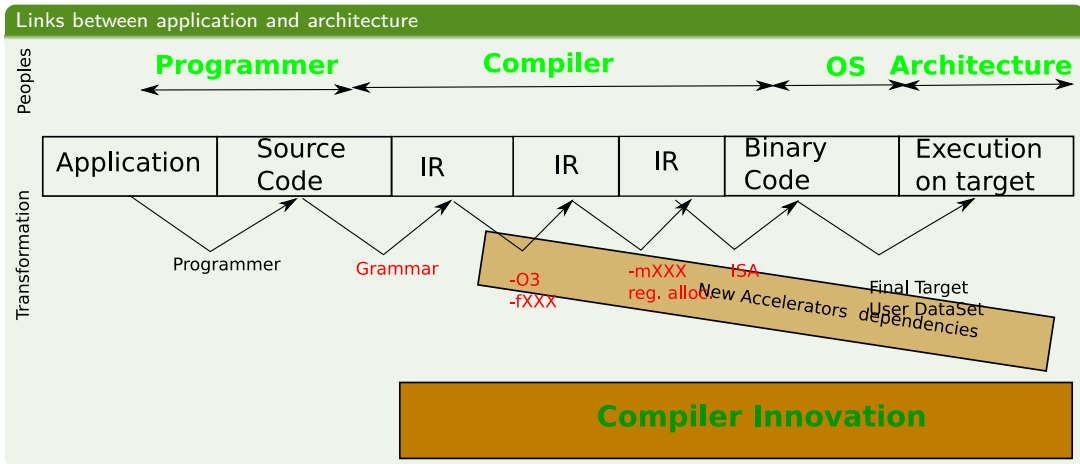 Links between application and architecture
Peoples
Programmer
Compiler
OS
Architecture
Transformation
Application
Source
Code
IR
IR
IR
Binary
Code
Execution
on target
Programmer
Grammar
-O3
-fXXX
-mXXX
reg. alloc.
ISA
Final Target
User DataSet
New Accelerators dependencies
Compiler Innovation